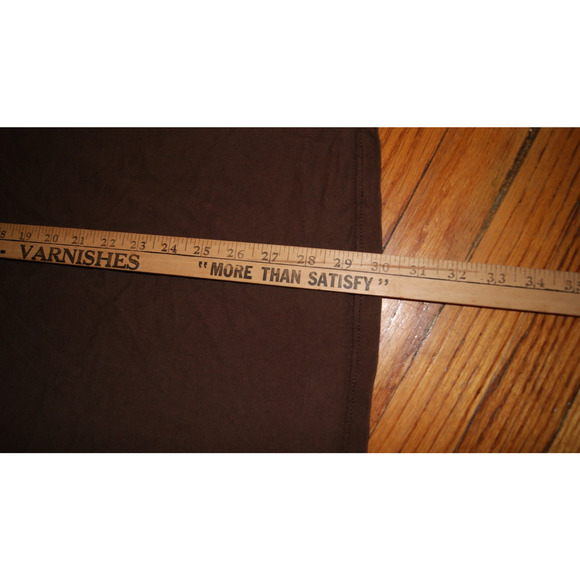 19 20 21 22 23 24 25 26 27 28 29 30 31 32 33 34 35
VARNISHES "MORE THAN SATISFY"